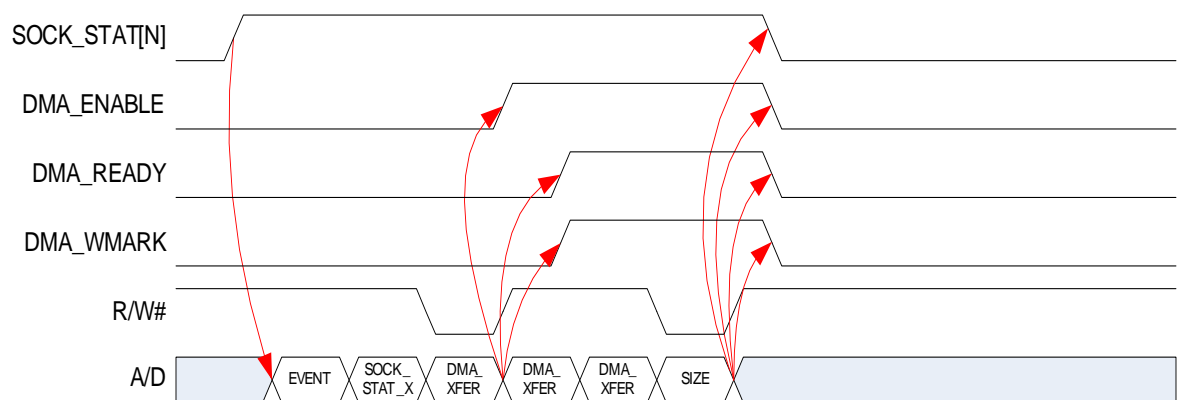 SOCK_STAT[N]
DMA_ENABLE
DMA_READY
DMA_WMARK
R/W#
A/D
EVENT
SOCK_
STAT_X
DMA_
XFER
DMA_
XFER
DMA_
XFER
SIZE